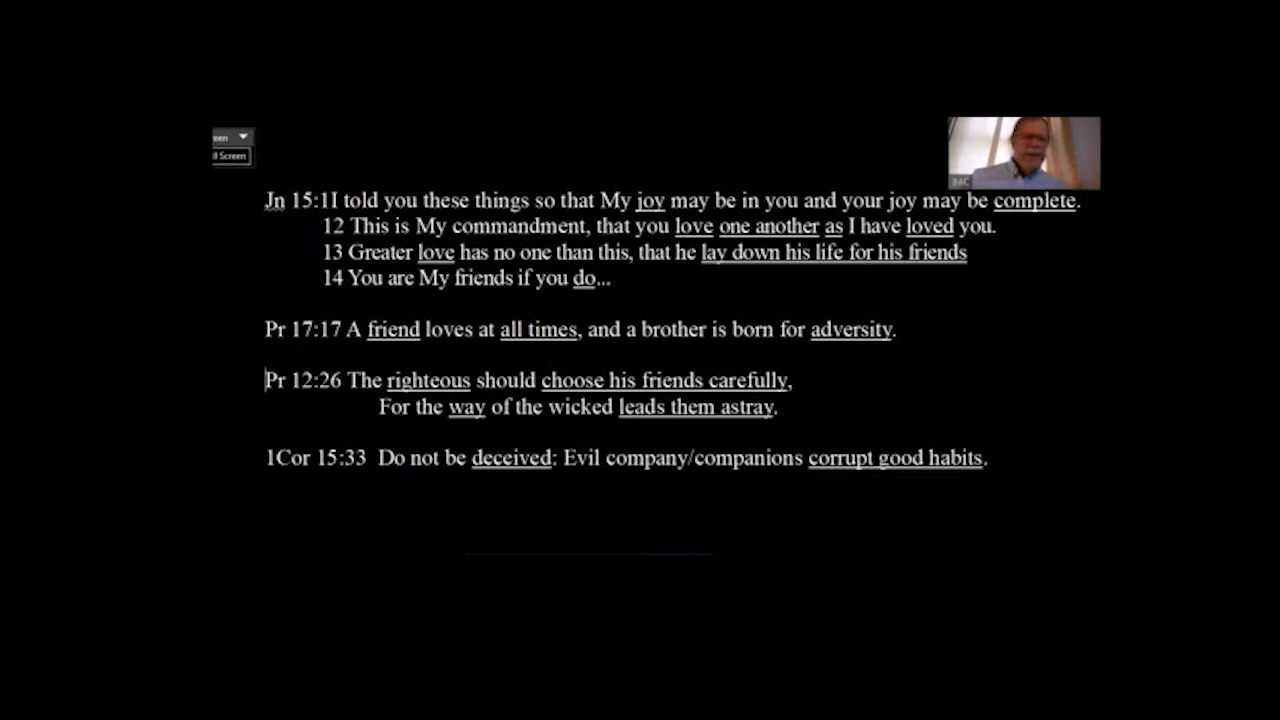 een
ll Screen
Jn 15:1I told you these things so that My joy may be in you and your joy may be complete.
12 This is My commandment, that you love one another as I have loved you.
13 Greater love has no one than this, that he lay down his life for his friends
14 You are My friends if you do...
Pr 17:17 A friend loves at all times, and a brother is born for adversity.
Pr 12:26 The righteous should choose his friends carefully,
For the way of the wicked leads them astray.
1Cor 15:33 Do not be deceived: Evil company/companions corrupt good habits.